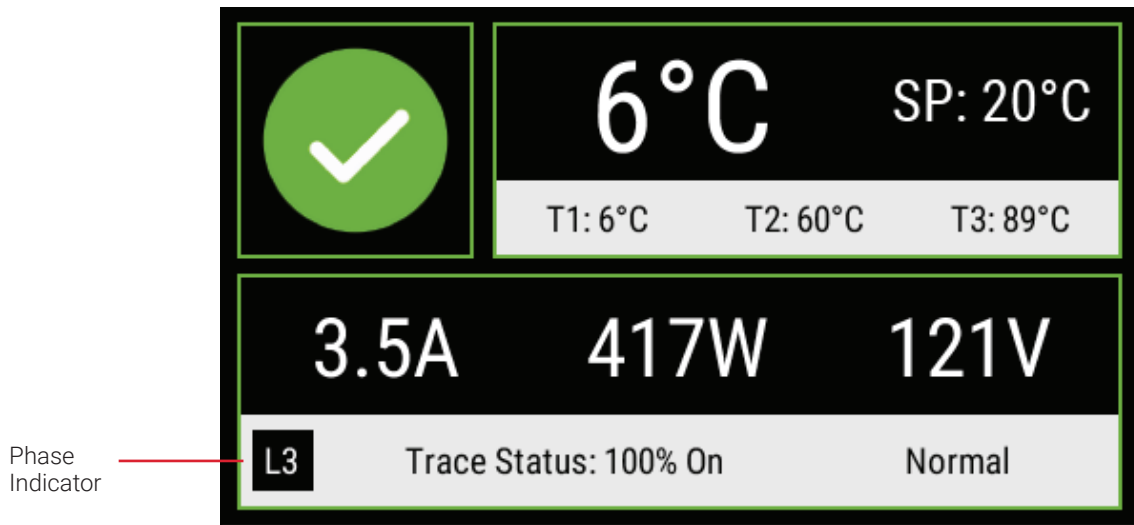 6°C SP: 20°C
T1: 6°C T2: 60°C T3: 89°C
3.5A 417W 121V
L3 Trace Status: 100% On Normal
Phase
Indicator